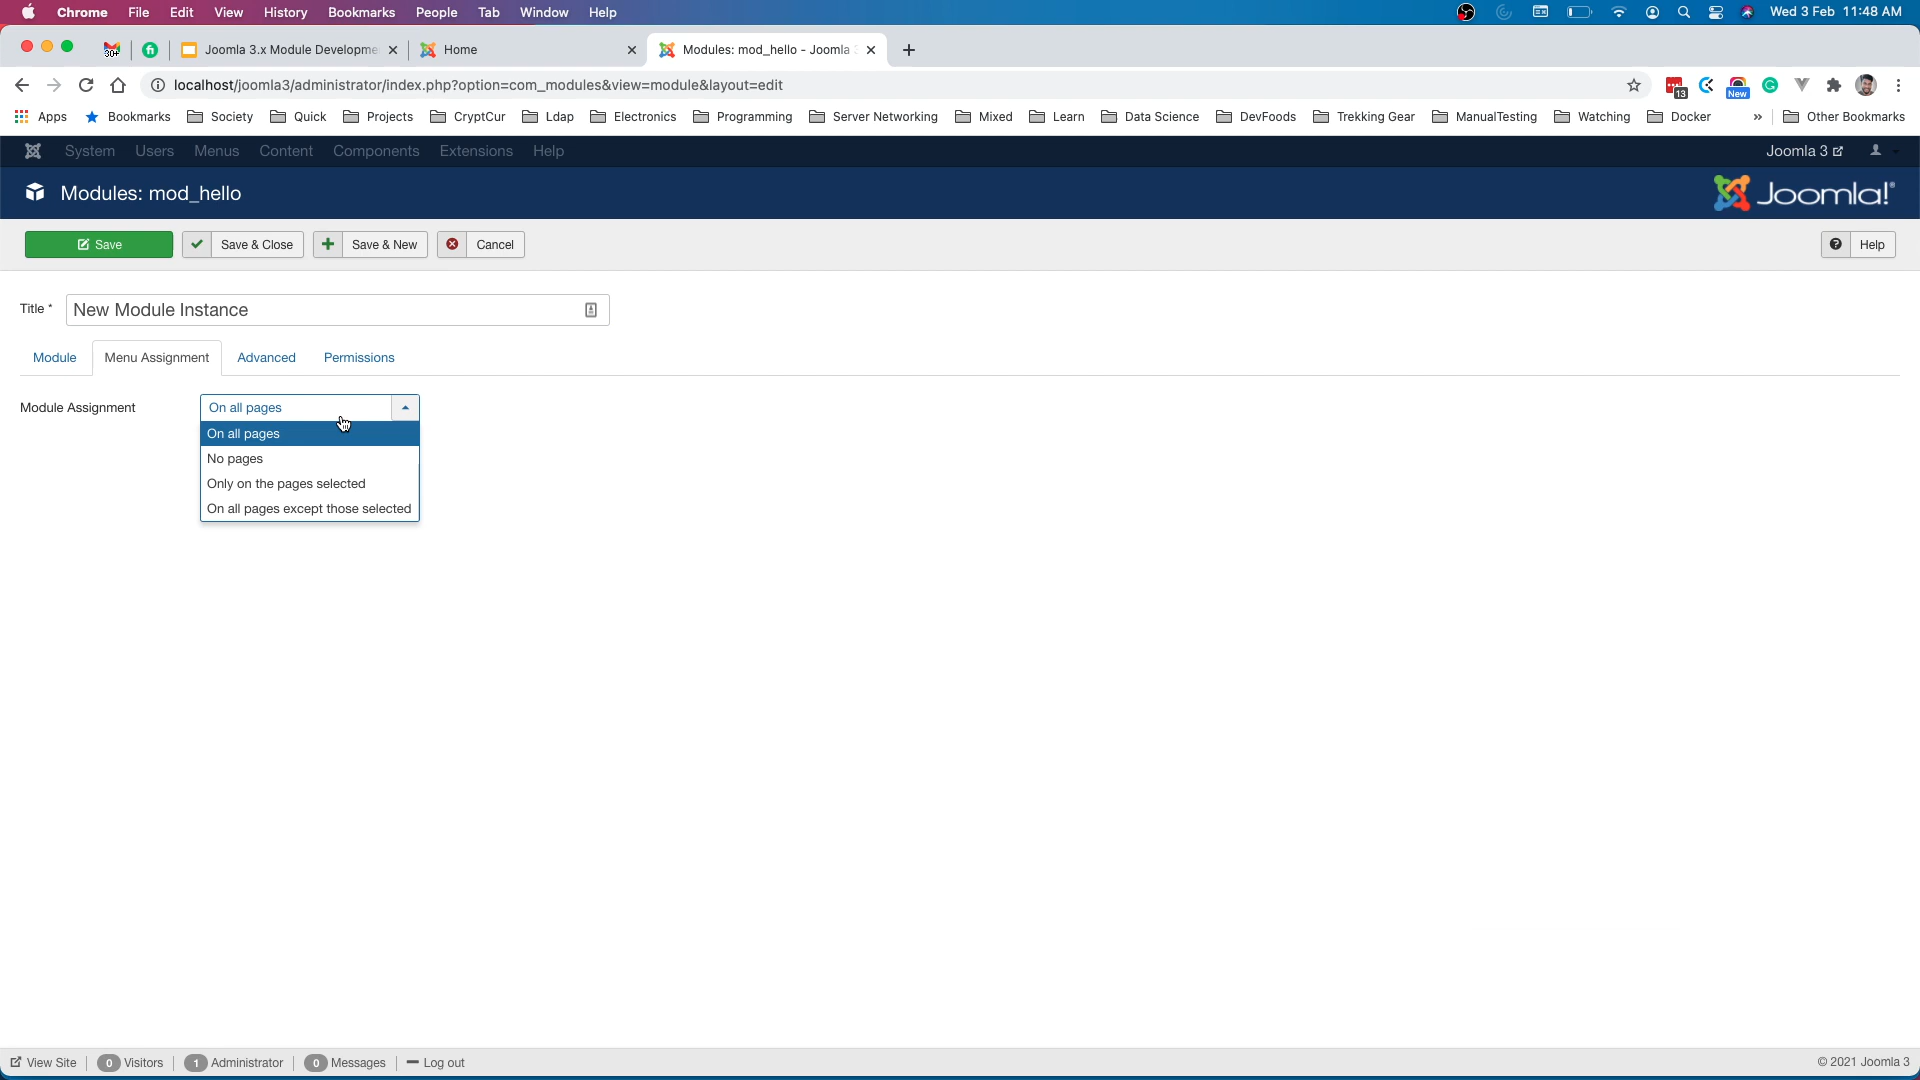 Chrome File Edit View History Bookmarks People Tab Window Help Wed 3 Feb 11:48 AM
30+ Joomla 3.x Module Developme Home Modules: mod_hello - Joomla
localhost/joomla3/administrator/index.php?option=com_modules&view=module&layout=edit 13 New
Apps Bookmarks Society Quick Projects CryptCur Ldap Electronics Programming Server Networking Mixed Learn Data Science DevFoods Trekking Gear ManualTesting Watching Docker » Other Bookmarks
System Users Menus Content Components Extensions Help Joomla 3
Modules: mod_hello Joomla!®
Save Save & Close Save & New Cancel Help
Title * New Module Instance
Module Menu Assignment Advanced Permissions
Module Assignment On all pages
On all pages
No pages
Only on the pages selected
On all pages except those selected
View Site 0 Visitors 1 Administrator 0 Messages Log out © 2021 Joomla 3